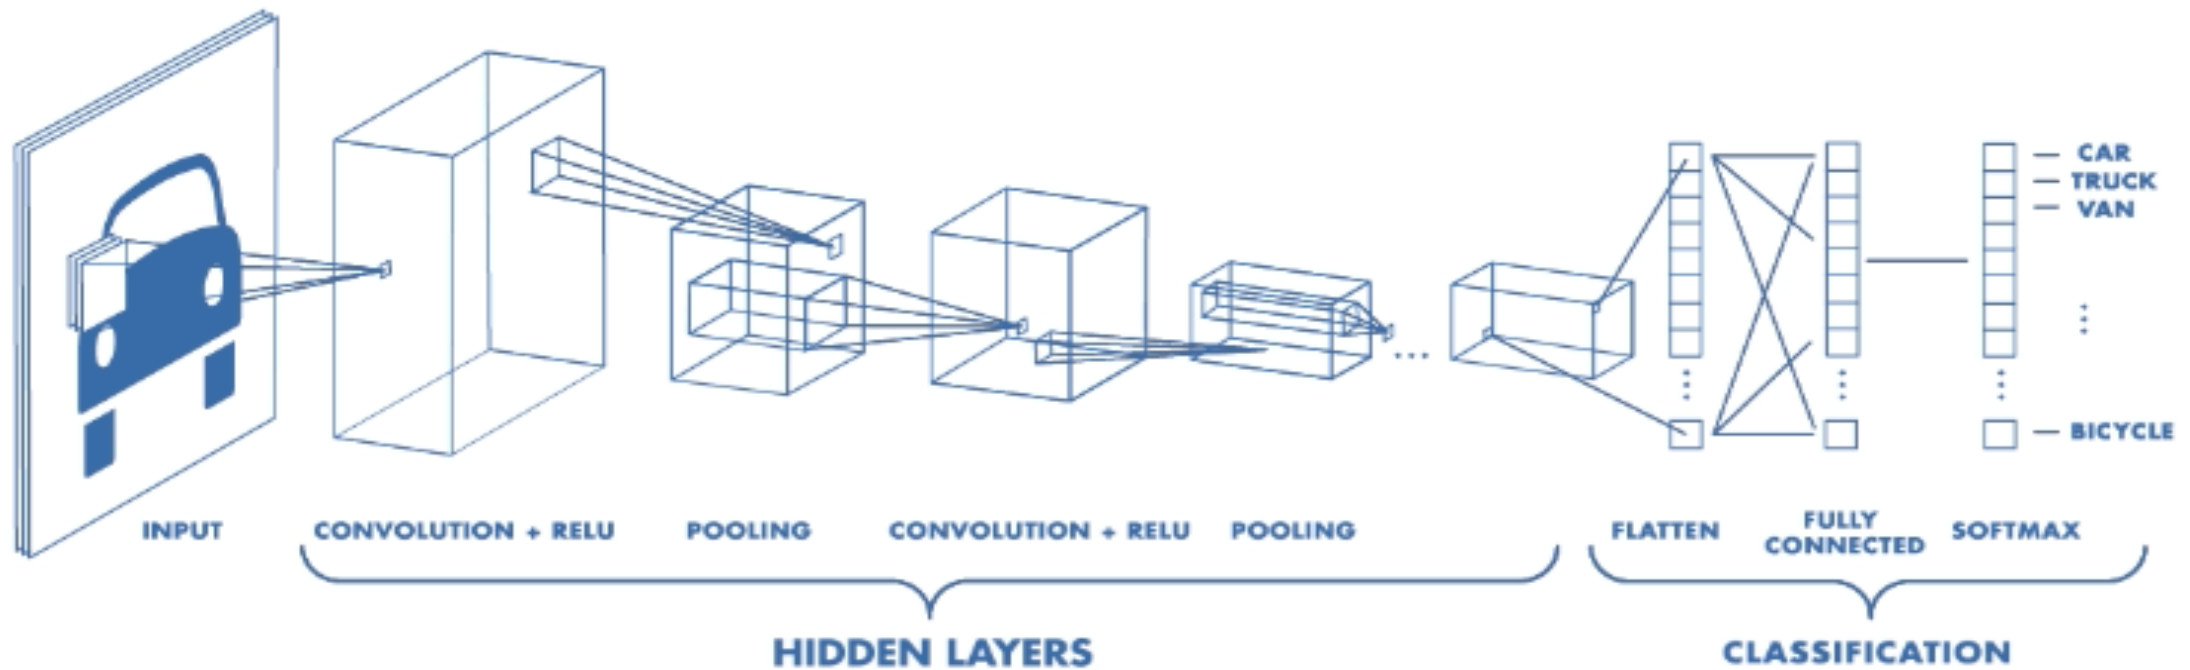 CAR
TRUCK
VAN
BICYCLE
INPUT
CONVOLUTION + RELU
POOLING
CONVOLUTION + RELU
POOLING
FLATTEN
FULLY
CONNECTED
SOFTMAX
HIDDEN LAYERS
CLASSIFICATION